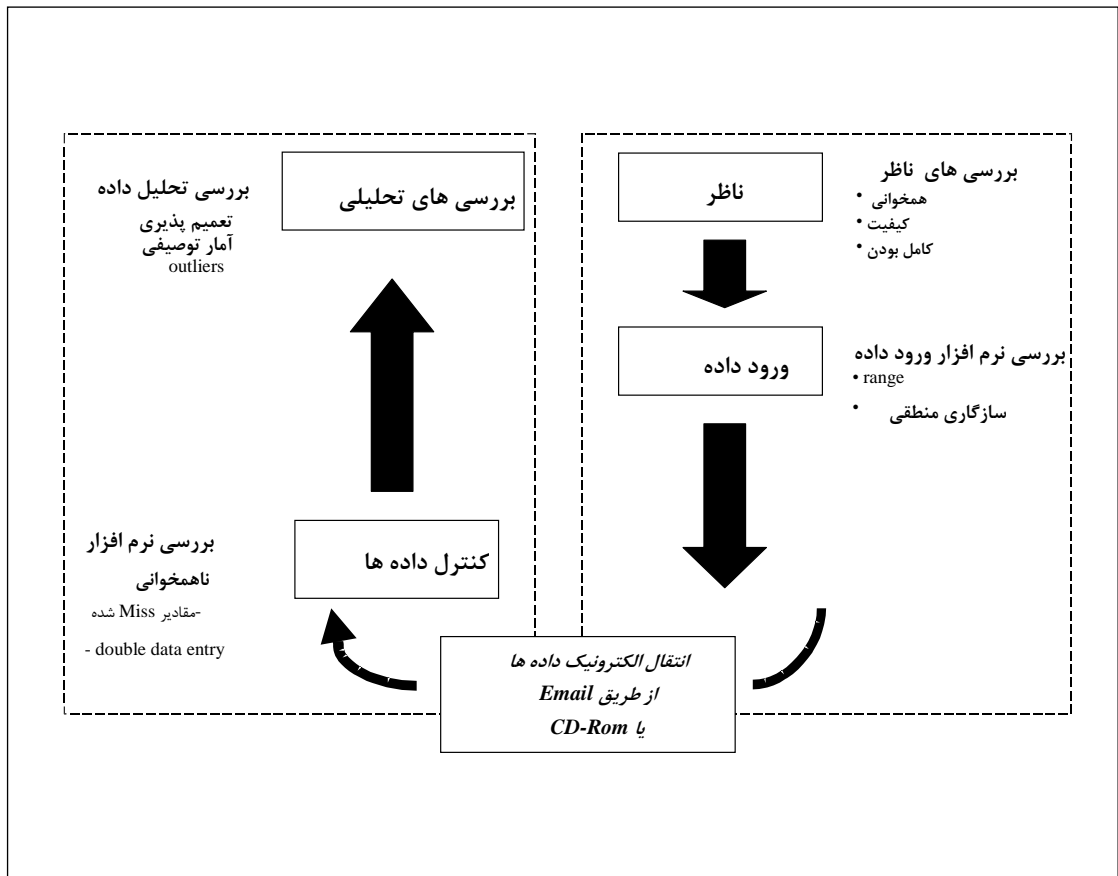 ناظر
بررسی های ناظر
• همخوانی
• کیفیت
• کامل بودن
ورود داده
بررسی نرم افزار ورود داده
• range
• سازگاری منطقی
انتقال الکترونیک داده ها
از طریق Email
یا CD-Rom
کنترل داده ها
بررسی نرم افزار
ناهمخوانی
-مقادیر Miss شده
- double data entry
بررسی های تحلیلی
بررسی تحلیل داده
تعمیم پذیری
آمار توصیفی
outliers